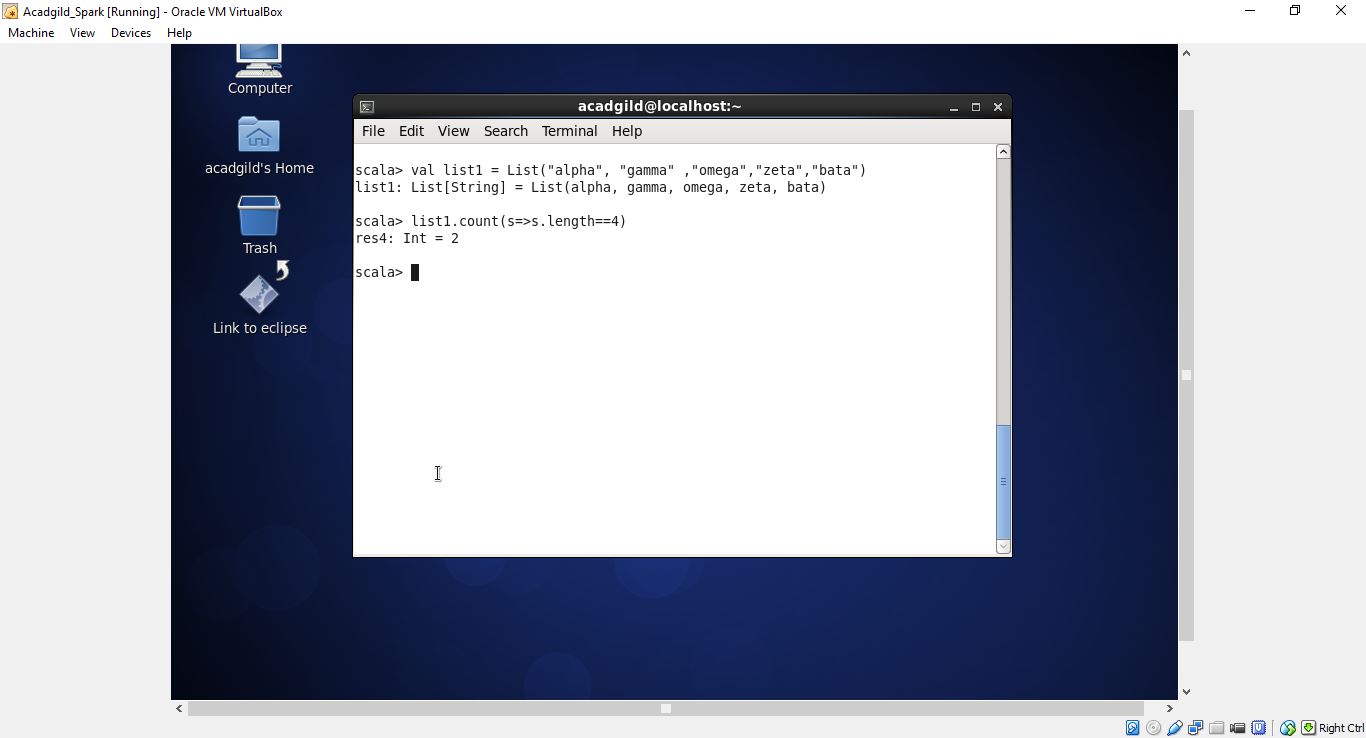 Acadgild_Spark [Running] - Oracle VM VirtualBox
Machine View Devices Help
Computer
acadgild's Home
Trash
Link to eclipse
acadgild@localhost:~
File Edit View Search Terminal Help
scala> val list1 = List("alpha", "gamma" ,"omega","zeta","bata")
list1: List[String] = List(alpha, gamma, omega, zeta, bata)
scala> list1.count(s=>s.length==4)
res4: Int = 2
scala>
Right Ctrl